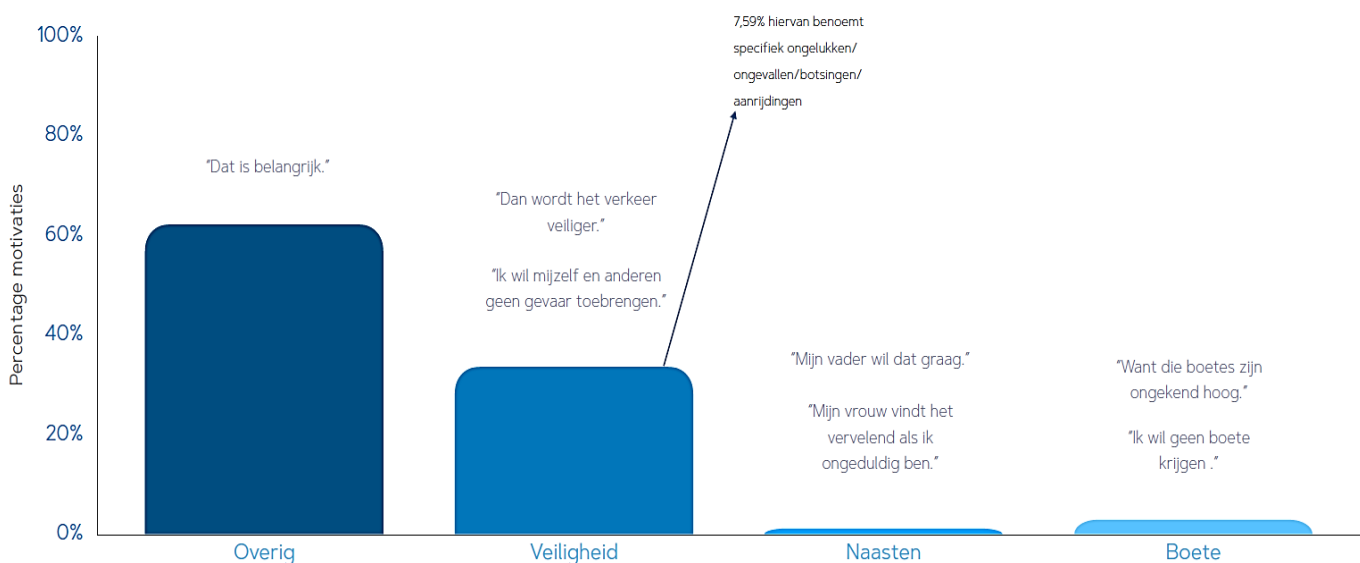 7,59% hiervan benoemt
specifiek ongelukken/
ongevallen/botsingen/
aanrijdingen
100%
80%
60%
40%
20%
0%
Percentage motivaties
"Dat is belangrijk."
"Dan wordt het verkeer
veiliger."
"Ik wil mijzelf en anderen
geen gevaar toebrengen."
"Mijn vader wil dat graag."
"Mijn vrouw vindt het
vervelend als ik
ongeduldig ben."
"Want die boetes zijn
ongekend hoog."
"Ik wil geen boete
krijgen ."
Overig
Veiligheid
Naasten
Boete